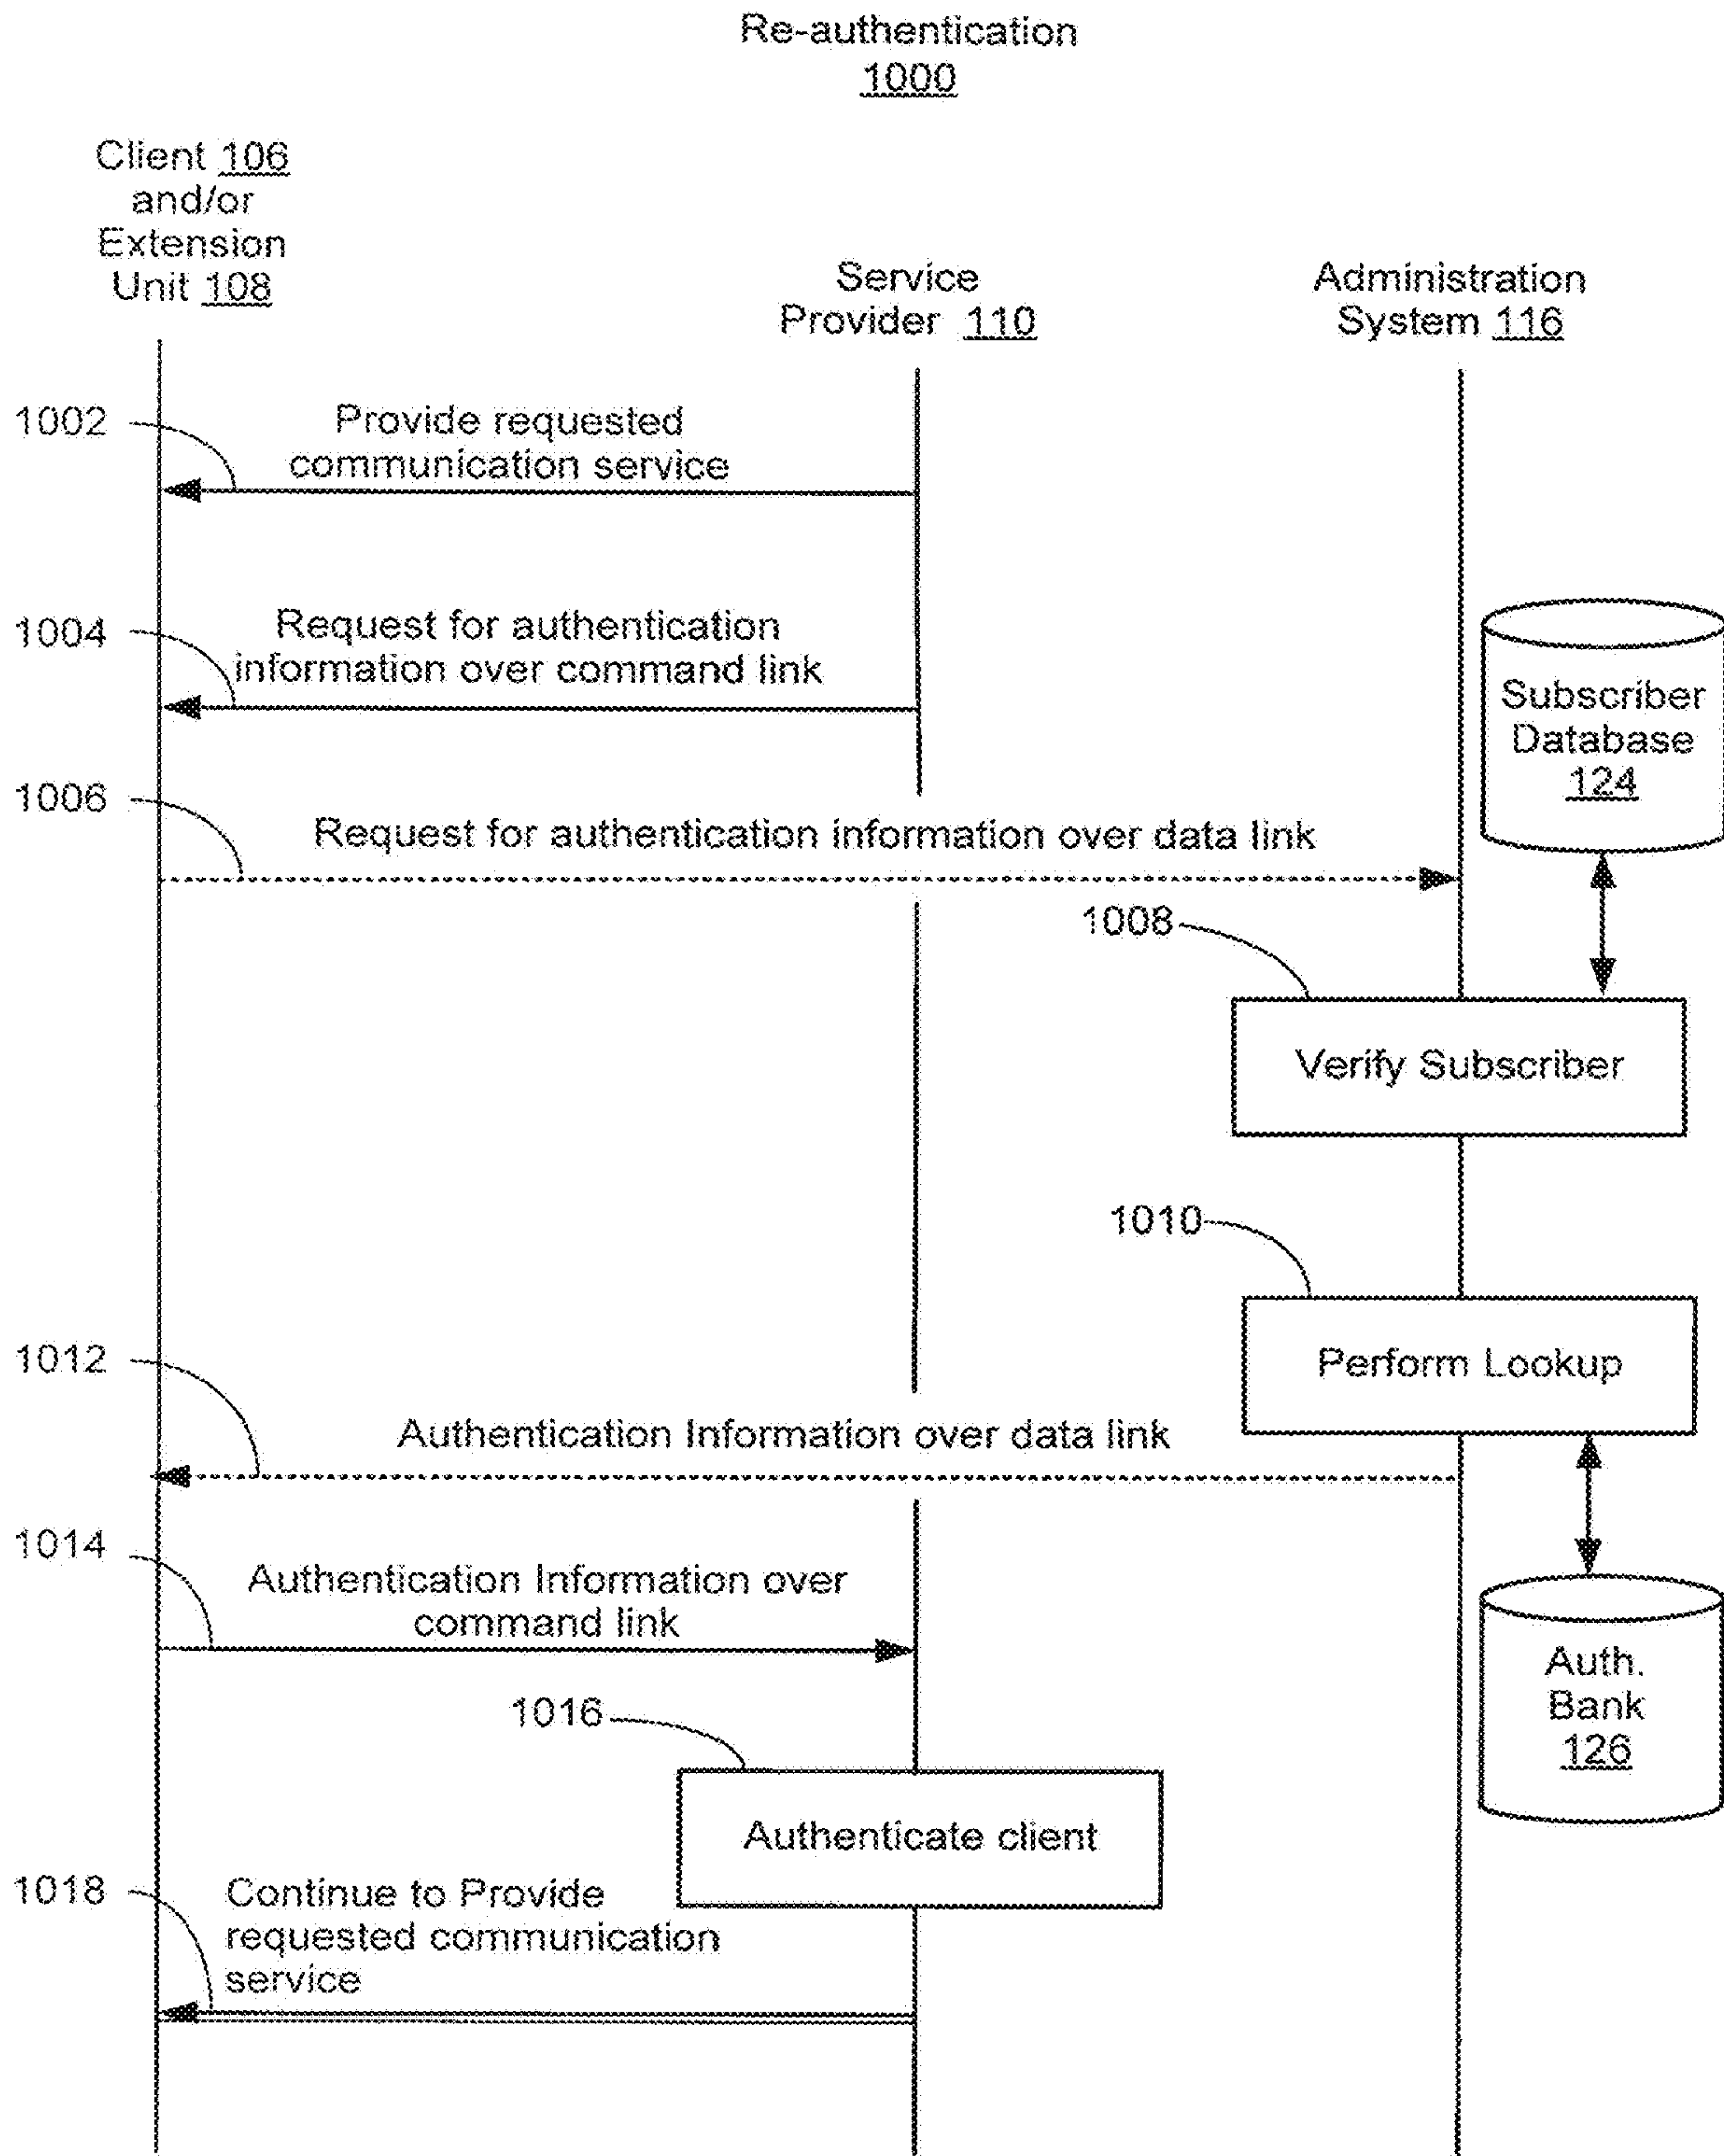 Re-authentication
1000
Client 106
and/or
Extension
Unit 108
Service
Provider 110
Administration
System 116
1002
Provide requested
communication service
1004
Request for authentication
information over command link
Subscriber
Database
124
1006
Request for authentication information over data link
1008
Verify Subscriber
1010
Perform Lookup
1012
Authentication Information over data link
1014
Authentication Information over
command link
Auth.
Bank
126
1016
Authenticate client
1018
Continue to Provide
requested communication
service